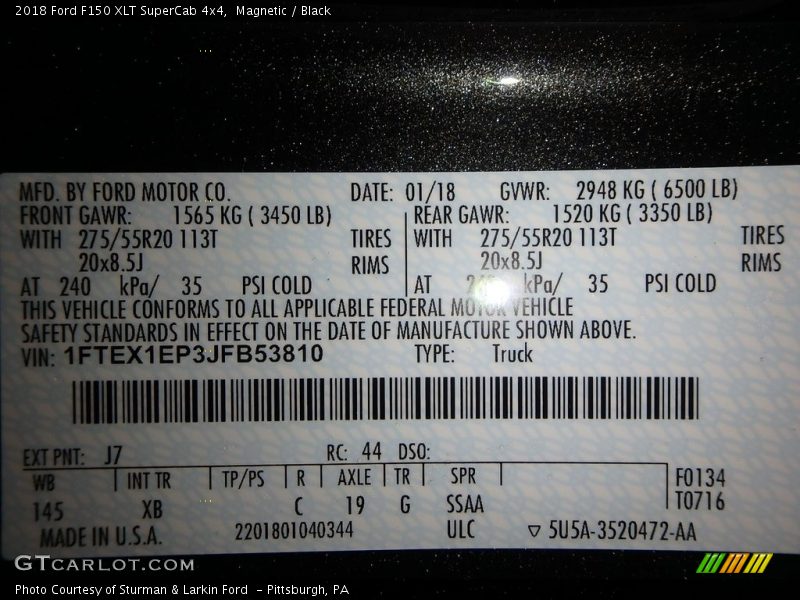 2018 Ford F150 XLT SuperCab 4x4,  Magnetic / Black
MFD. BY FORD MOTOR CO. DATE: 01/18 GVWR: 2948 KG ( 6500 LB)
FRONT GAWR: 1565 KG ( 3450 LB) REAR GAWR: 1520 KG ( 3350 LB)
WITH 275/55R20 113T TIRES WITH 275/55R20 113T TIRES
20x8.5J RIMS 20x8.5J RIMS
AT 240 kPa/ 35 PSI COLD AT kPa/ 35 PSI COLD
THIS VEHICLE CONFORMS TO ALL APPLICABLE FEDERAL MOTOR VEHICLE
SAFETY STANDARDS IN EFFECT ON THE DATE OF MANUFACTURE SHOWN ABOVE.
VIN: 1FTEX1EP3JFB53810 TYPE: Truck
EXT PNT: J7 RC: 44 DSO:
WB INT TR TP/PS R AXLE TR SPR F0134
145 XB C 19 G SSAA T0716
MADE IN U.S.A. 2201801040344 ULC ▽ 5U5A-3520472-AA
GTCARLOT.COM
Photo Courtesy of Sturman & Larkin Ford  - Pittsburgh, PA